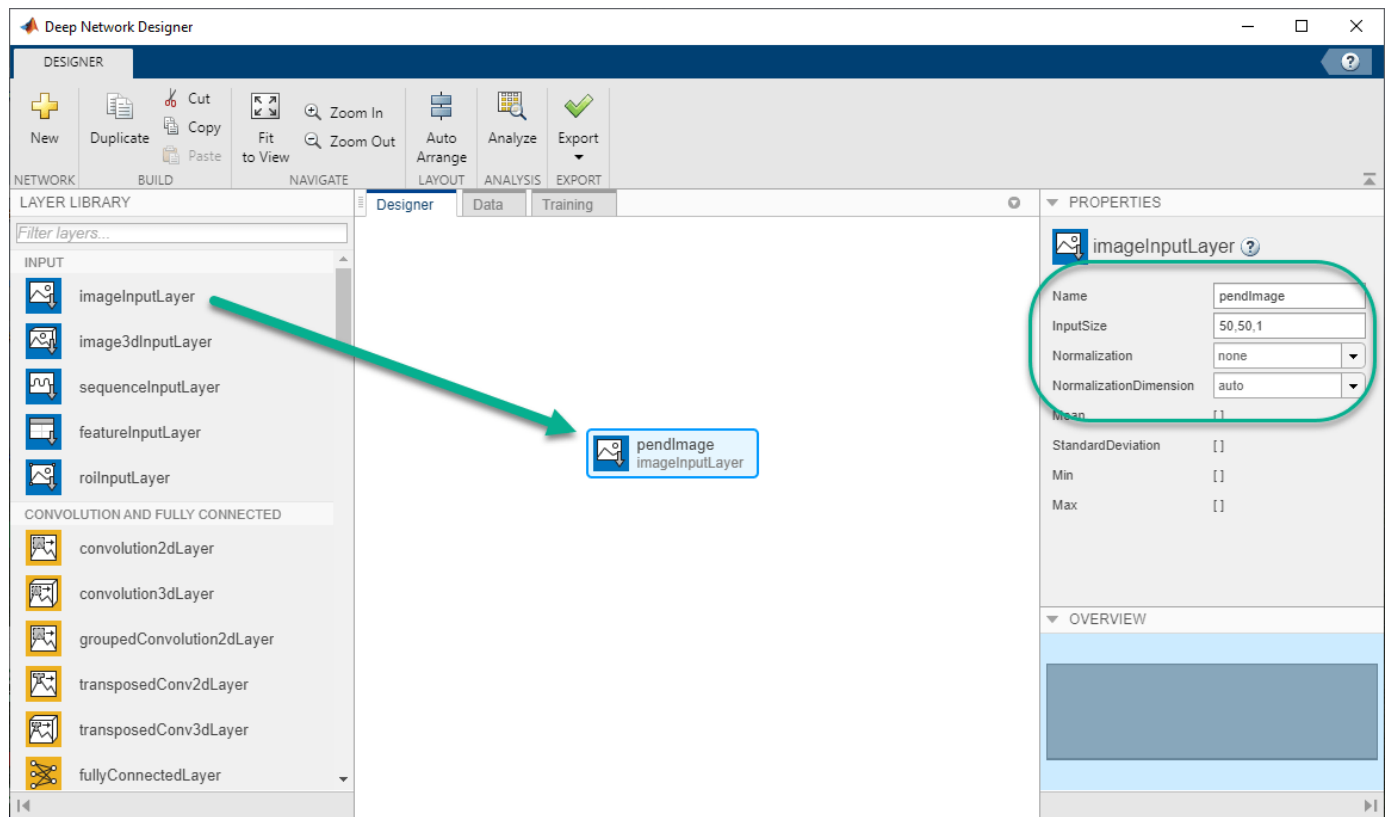 Deep Network Designer
DESIGNER
New
Duplicate
Cut
Copy
Paste
Fit
to View
Zoom In
Zoom Out
Auto
Arrange
Analyze
Export
NETWORK
BUILD
NAVIGATE
LAYOUT
ANALYSIS
EXPORT
LAYER LIBRARY
Filter layers...
INPUT
imageInputLayer
image3dInputLayer
sequenceInputLayer
featureInputLayer
roiInputLayer
CONVOLUTION AND FULLY CONNECTED
convolution2dLayer
convolution3dLayer
groupedConvolution2dLayer
transposedConv2dLayer
transposedConv3dLayer
fullyConnectedLayer
Designer
Data
Training
pendImage
imageInputLayer
PROPERTIES
imageInputLayer ?
Name pendImage
InputSize 50,50,1
Normalization none
NormalizationDimension auto
Mean []
StandardDeviation []
Min []
Max []
OVERVIEW